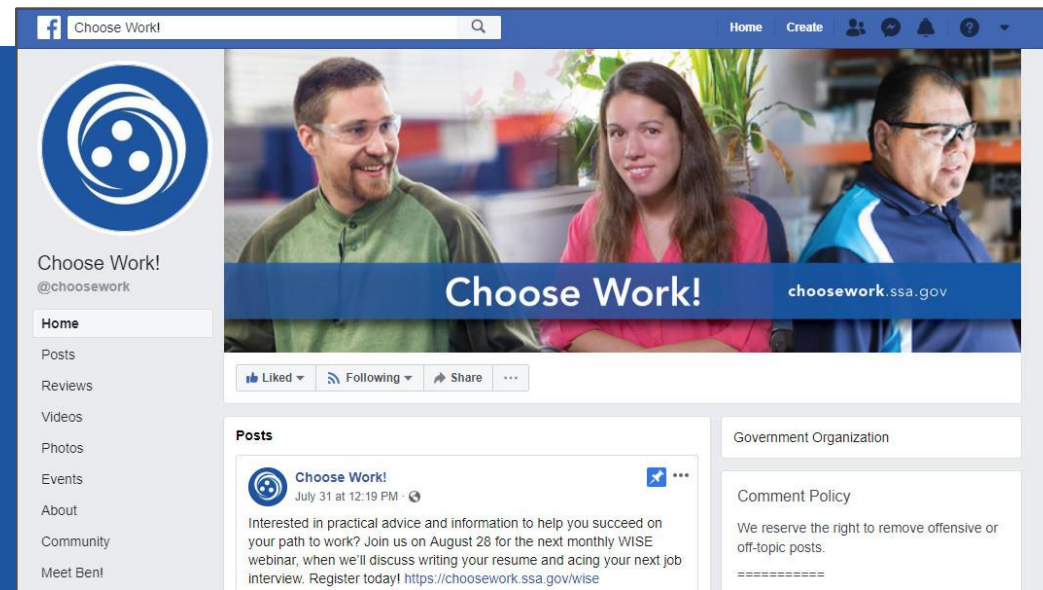 Choose Work!
Home Create
Choose Work!
@choosework
Home
Posts
Reviews
Videos
Photos
Events
About
Community
Meet Ben!
Choose Work!
choosework.ssa.gov
Liked
Following
Share
Posts
Choose Work!
July 31 at 12:19 PM ·
Interested in practical advice and information to help you succeed on
your path to work? Join us on August 28 for the next monthly WISE
webinar, when we'll discuss writing your resume and acing your next job
interview. Register today! https://choosework.ssa.gov/wise
Government Organization
Comment Policy
We reserve the right to remove offensive or
off-topic posts.
===========